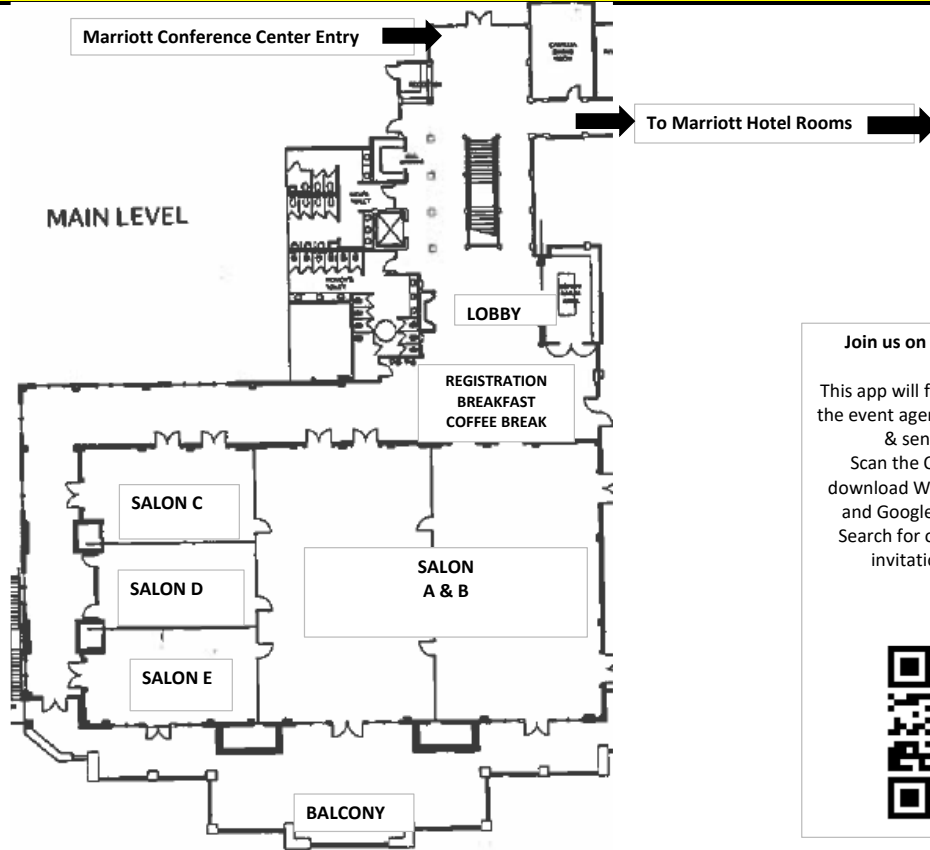 Marriott Conference Center Entry
To Marriott Hotel Rooms
MAIN LEVEL
LOBBY
Join us on
This app will f
the event agen
& sen
Scan the C
download W
and Google
Search for c
invitati
REGISTRATION
BREAKFAST
COFFEE BREAK
SALON C
SALON D
SALON E
SALON
A & B
BALCONY